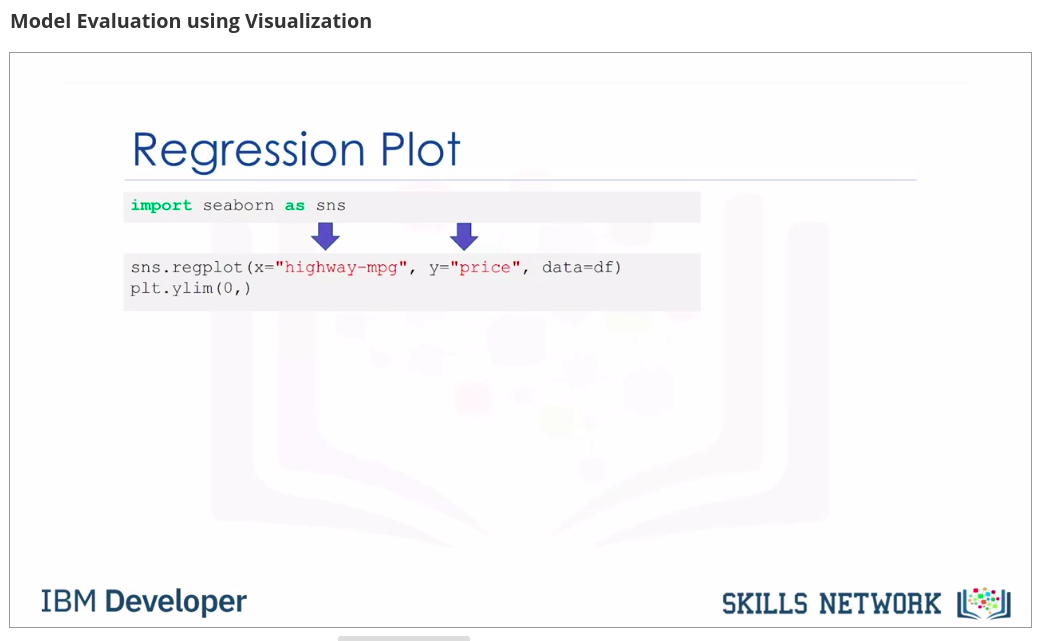 Model Evaluation using Visualization
Regression Plot
import seaborn as sns
sns.regplot(x="highway-mpg", y="price", data=df)
plt.ylim(0,)
IBM Developer
SKILLS NETWORK